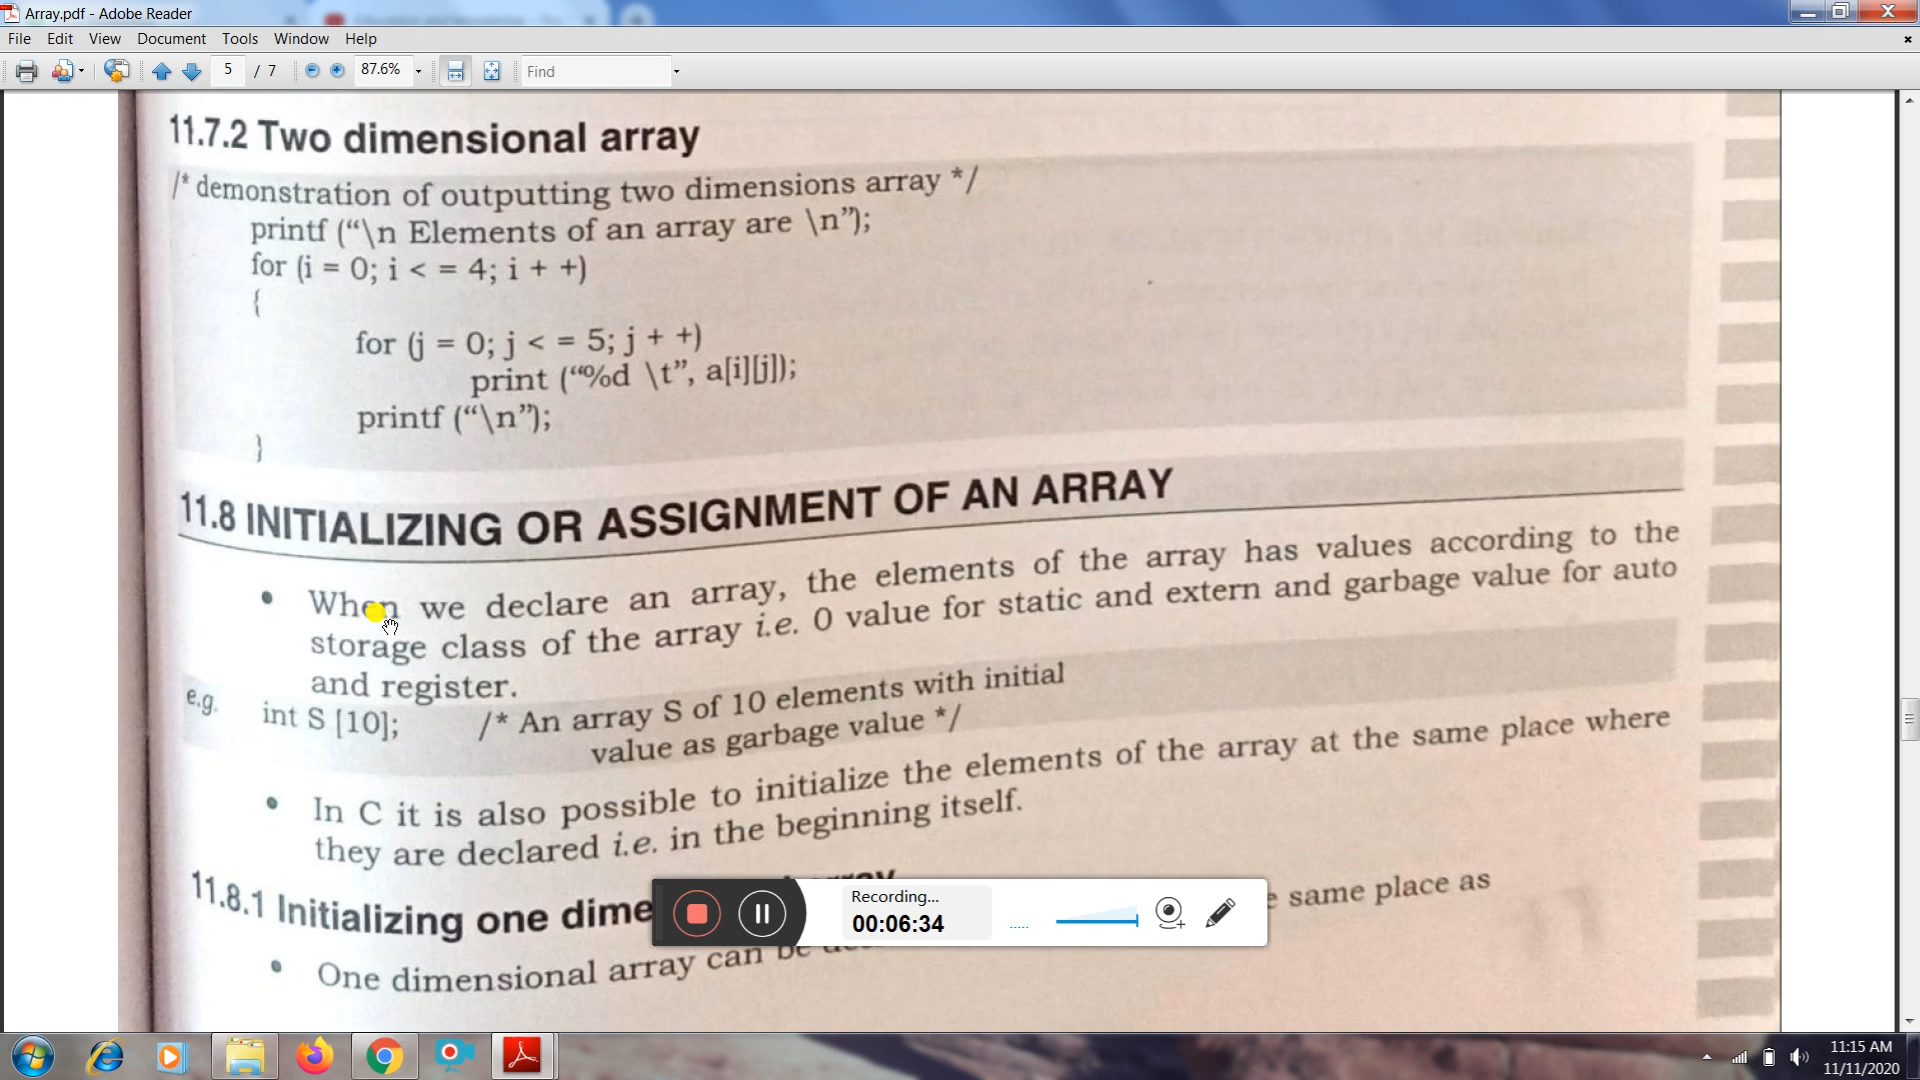 Array.pdf - Adobe Reader
File Edit View Document Tools Window Help
5 / 7 87.6% Find
11.7.2 Two dimensional array
/* demonstration of outputting two dimensions array */
printf (“\n Elements of an array are \n”);
for (i = 0; i < = 4; i + +)
{
for (j = 0; j < = 5; j + +)
print (“%d \t”, a[i][j]);
printf (“\n”);
}
11.8 INITIALIZING OR ASSIGNMENT OF AN ARRAY
• When we declare an array, the elements of the array has values according to the
storage class of the array i.e. 0 value for static and extern and garbage value for auto
and register.
e.g. int S [10]; /* An array S of 10 elements with initial
value as garbage value */
• In C it is also possible to initialize the elements of the array at the same place where
they are declared i.e. in the beginning itself.
11.8.1 Initializing one
• One dimensional array can be same place as
Recording...
00:06:34
11:15 AM
11/11/2020